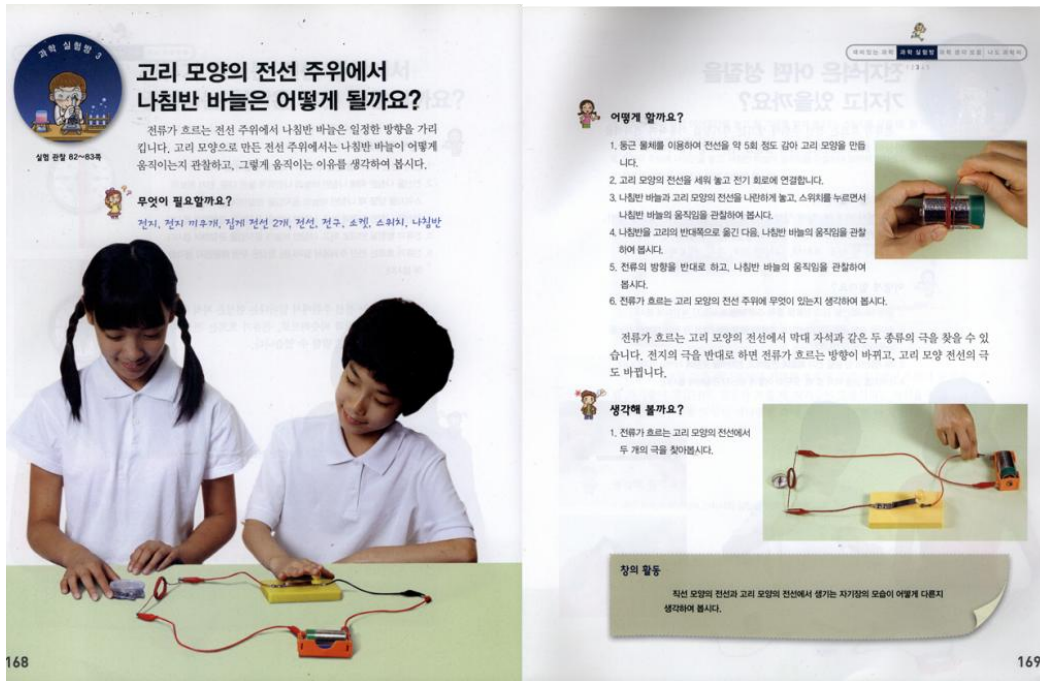 과학 실험방 3
고리 모양의 전선 주위에서
나침반 바늘은 어떻게 될까요?
실험 관찰 82~83쪽
전류가 흐르는 전선 주위에서 나침반 바늘은 일정한 방향을 가리
킵니다. 고리 모양으로 만든 전선 주위에서는 나침반 바늘이 어떻게
움직이는지 관찰하고, 그렇게 움직이는 이유를 생각하여 봅시다.
무엇이 필요할까요?
전지, 전지 끼우개, 집게 전선 2개, 전선, 전구, 소켓, 스위치, 나침반
168
재미있는 과학 과학 실험방 과학 생각 모음 나도 과학자
어떻게 할까요?
1. 둥근 물체를 이용하여 전선을 약 5회 정도 감아 고리 모양을 만듭
니다.
2. 고리 모양의 전선을 세워 놓고 전기 회로에 연결합니다.
3. 나침반 바늘과 고리 모양의 전선을 나란하게 놓고, 스위치를 누르면서
나침반 바늘의 움직임을 관찰하여 봅시다.
4. 나침반을 고리의 반대쪽으로 옮긴 다음, 나침반 바늘의 움직임을 관찰
하여 봅시다.
5. 전류의 방향을 반대로 하고, 나침반 바늘의 움직임을 관찰하여
봅시다.
6. 전류가 흐르는 고리 모양의 전선 주위에 무엇이 있는지 생각하여 봅시다.
전류가 흐르는 고리 모양의 전선에서 막대 자석과 같은 두 종류의 극을 찾을 수 있
습니다. 전지의 극을 반대로 하면 전류가 흐르는 방향이 바뀌고, 고리 모양 전선의 극
도 바뀝니다.
생각해 볼까요?
1. 전류가 흐르는 고리 모양의 전선에서
두 개의 극을 찾아봅시다.
창의 활동
직선 모양의 전선과 고리 모양의 전선에서 생기는 자기장의 모습이 어떻게 다른지
생각하여 봅시다.
169